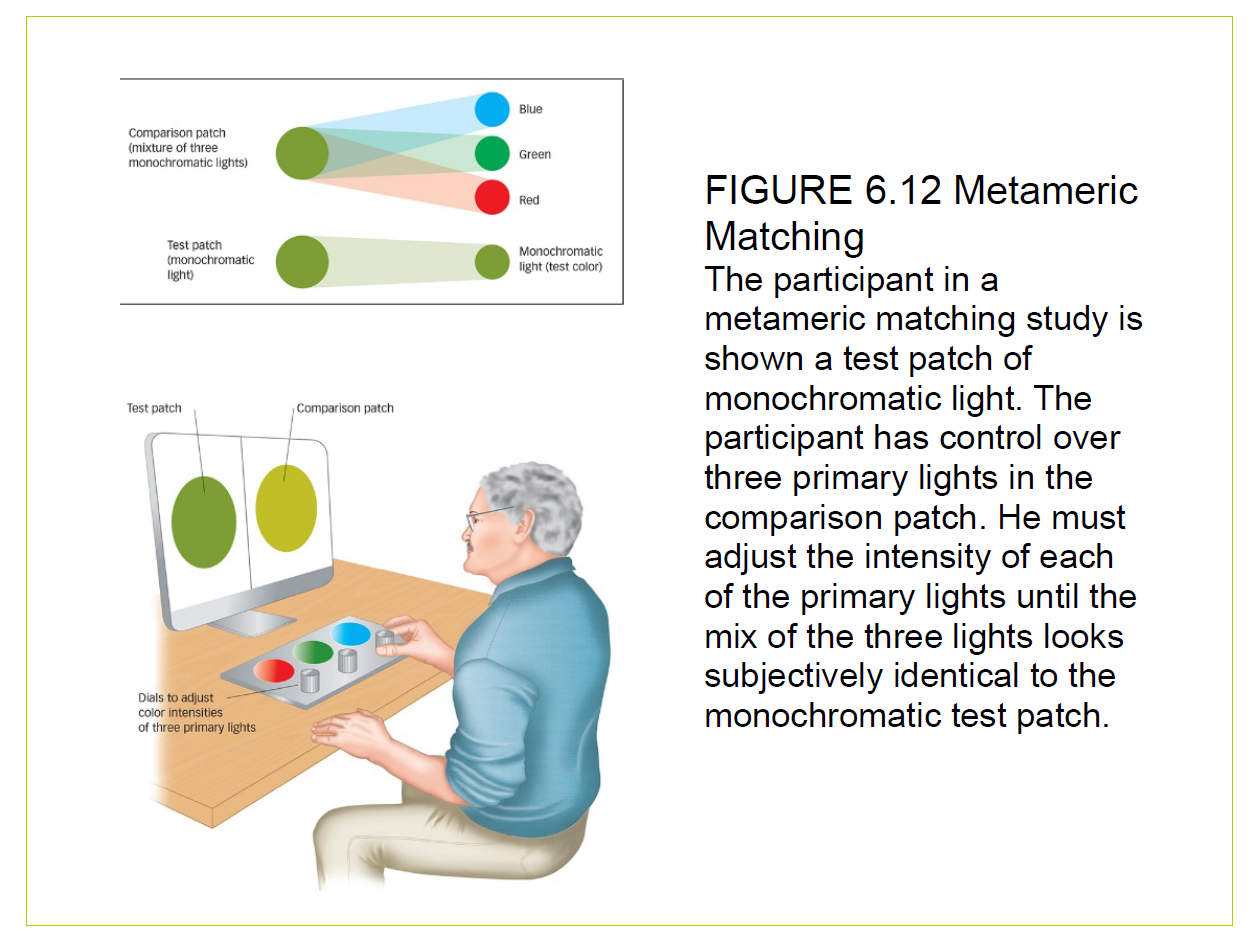 Comparison patch
(mixture of three
monochromatic lights)
Blue
Green
Red
Test patch
(monochromatic
light)
Monochromatic
light (test color)
Test patch
Comparison patch
Dials to adjust
color intensities
of three primary lights
FIGURE 6.12 Metameric
Matching
The participant in a
metameric matching study is
shown a test patch of
monochromatic light. The
participant has control over
three primary lights in the
comparison patch. He must
adjust the intensity of each
of the primary lights until the
mix of the three lights looks
subjectively identical to the
monochromatic test patch.